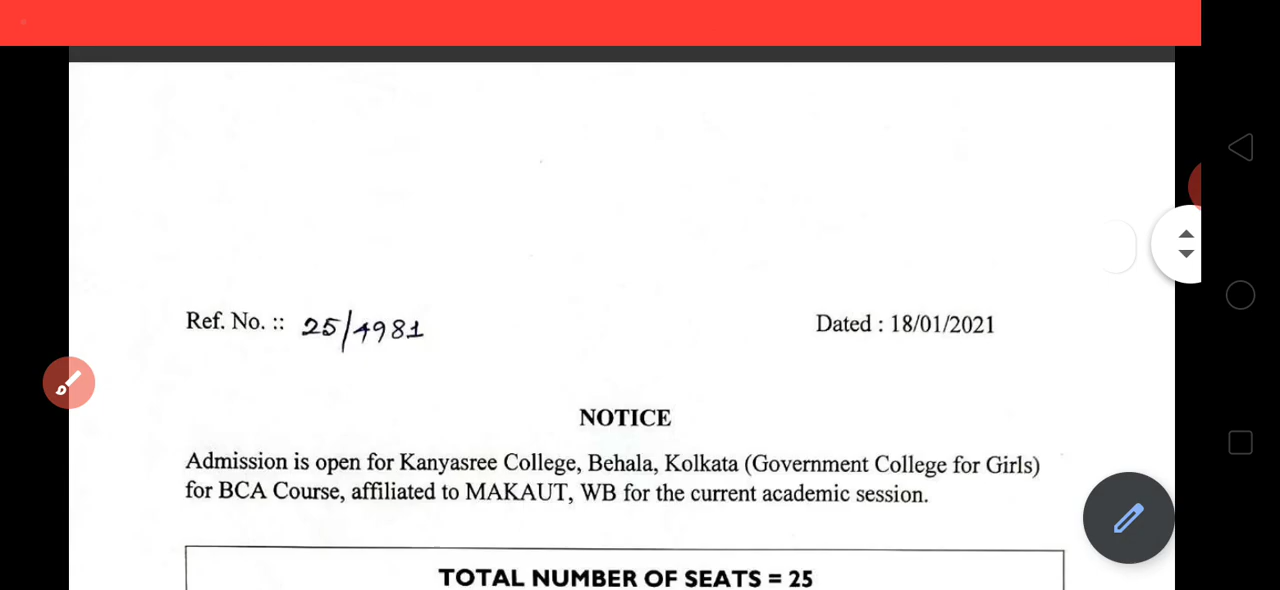 Ref. No. :: 25/4981 Dated : 18/01/2021
NOTICE
Admission is open for Kanyasree College, Behala, Kolkata (Government College for Girls)
for BCA Course, affiliated to MAKAUT, WB for the current academic session.
TOTAL NUMBER OF SEATS = 25